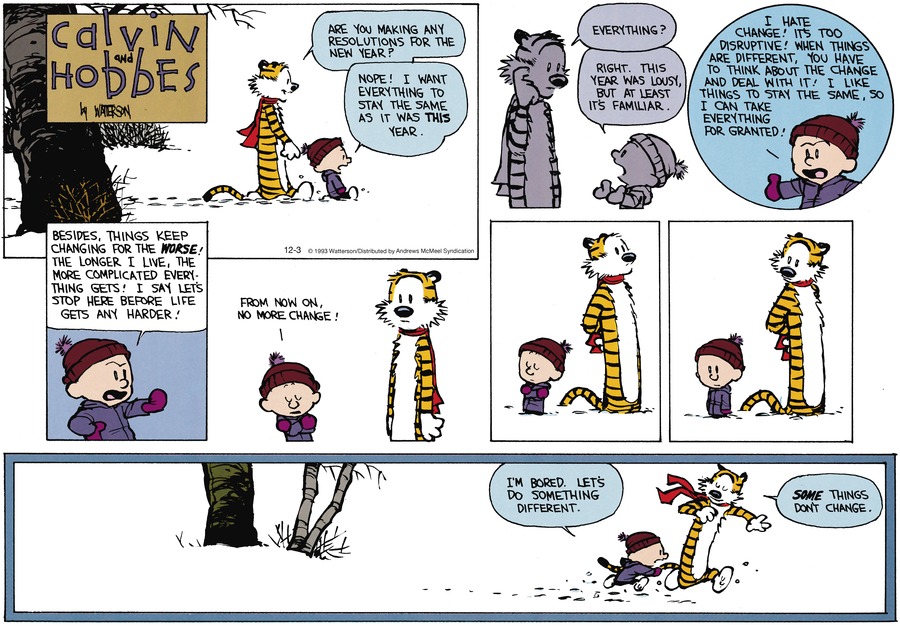 Calvin
and
HobbEs
by WATTERSON
ARE YOU MAKING ANY
RESOLUTIONS FOR THE
NEW YEAR?
NOPE! I WANT
EVERYTHING TO
STAY THE SAME
AS IT WAS THIS
YEAR.
12-3 © 1993 Watterson/Distributed by Andrews McMeel Syndication
EVERYTHING?
RIGHT. THIS
YEAR WAS LOUSY,
BUT AT LEAST
IT'S FAMILIAR.
I HATE
CHANGE! IT'S TOO
DISRUPTIVE! WHEN THINGS
ARE DIFFERENT, YOU HAVE
TO THINK ABOUT THE CHANGE
AND DEAL WITH IT! I LIKE
THINGS TO STAY THE SAME, SO
I CAN TAKE
EVERYTHING
FOR GRANTED!
BESIDES, THINGS KEEP
CHANGING FOR THE WORSE!
THE LONGER I LIVE, THE
MORE COMPLICATED EVERY-
THING GETS! I SAY LET'S
STOP HERE BEFORE LIFE
GETS ANY HARDER!
FROM NOW ON,
NO MORE CHANGE!
I'M BORED. LET'S
DO SOMETHING
DIFFERENT.
SOME THINGS
DON'T CHANGE.